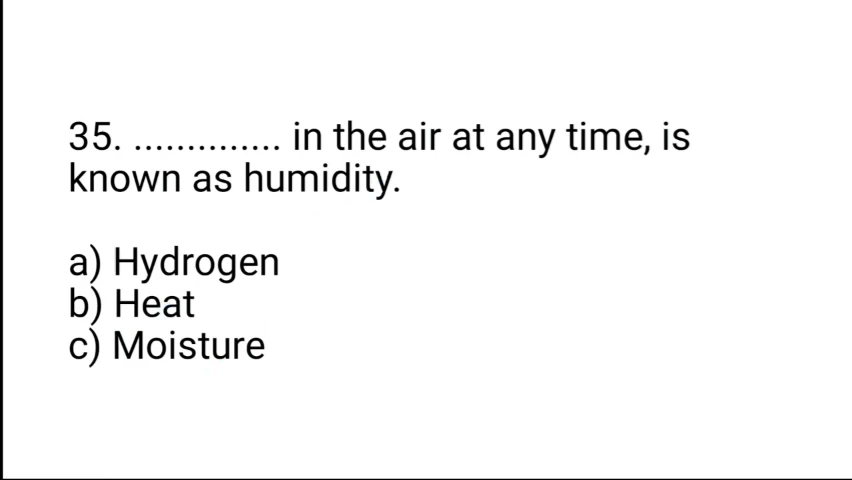 35. .............. in the air at any time, is
known as humidity.
a) Hydrogen
b) Heat
c) Moisture